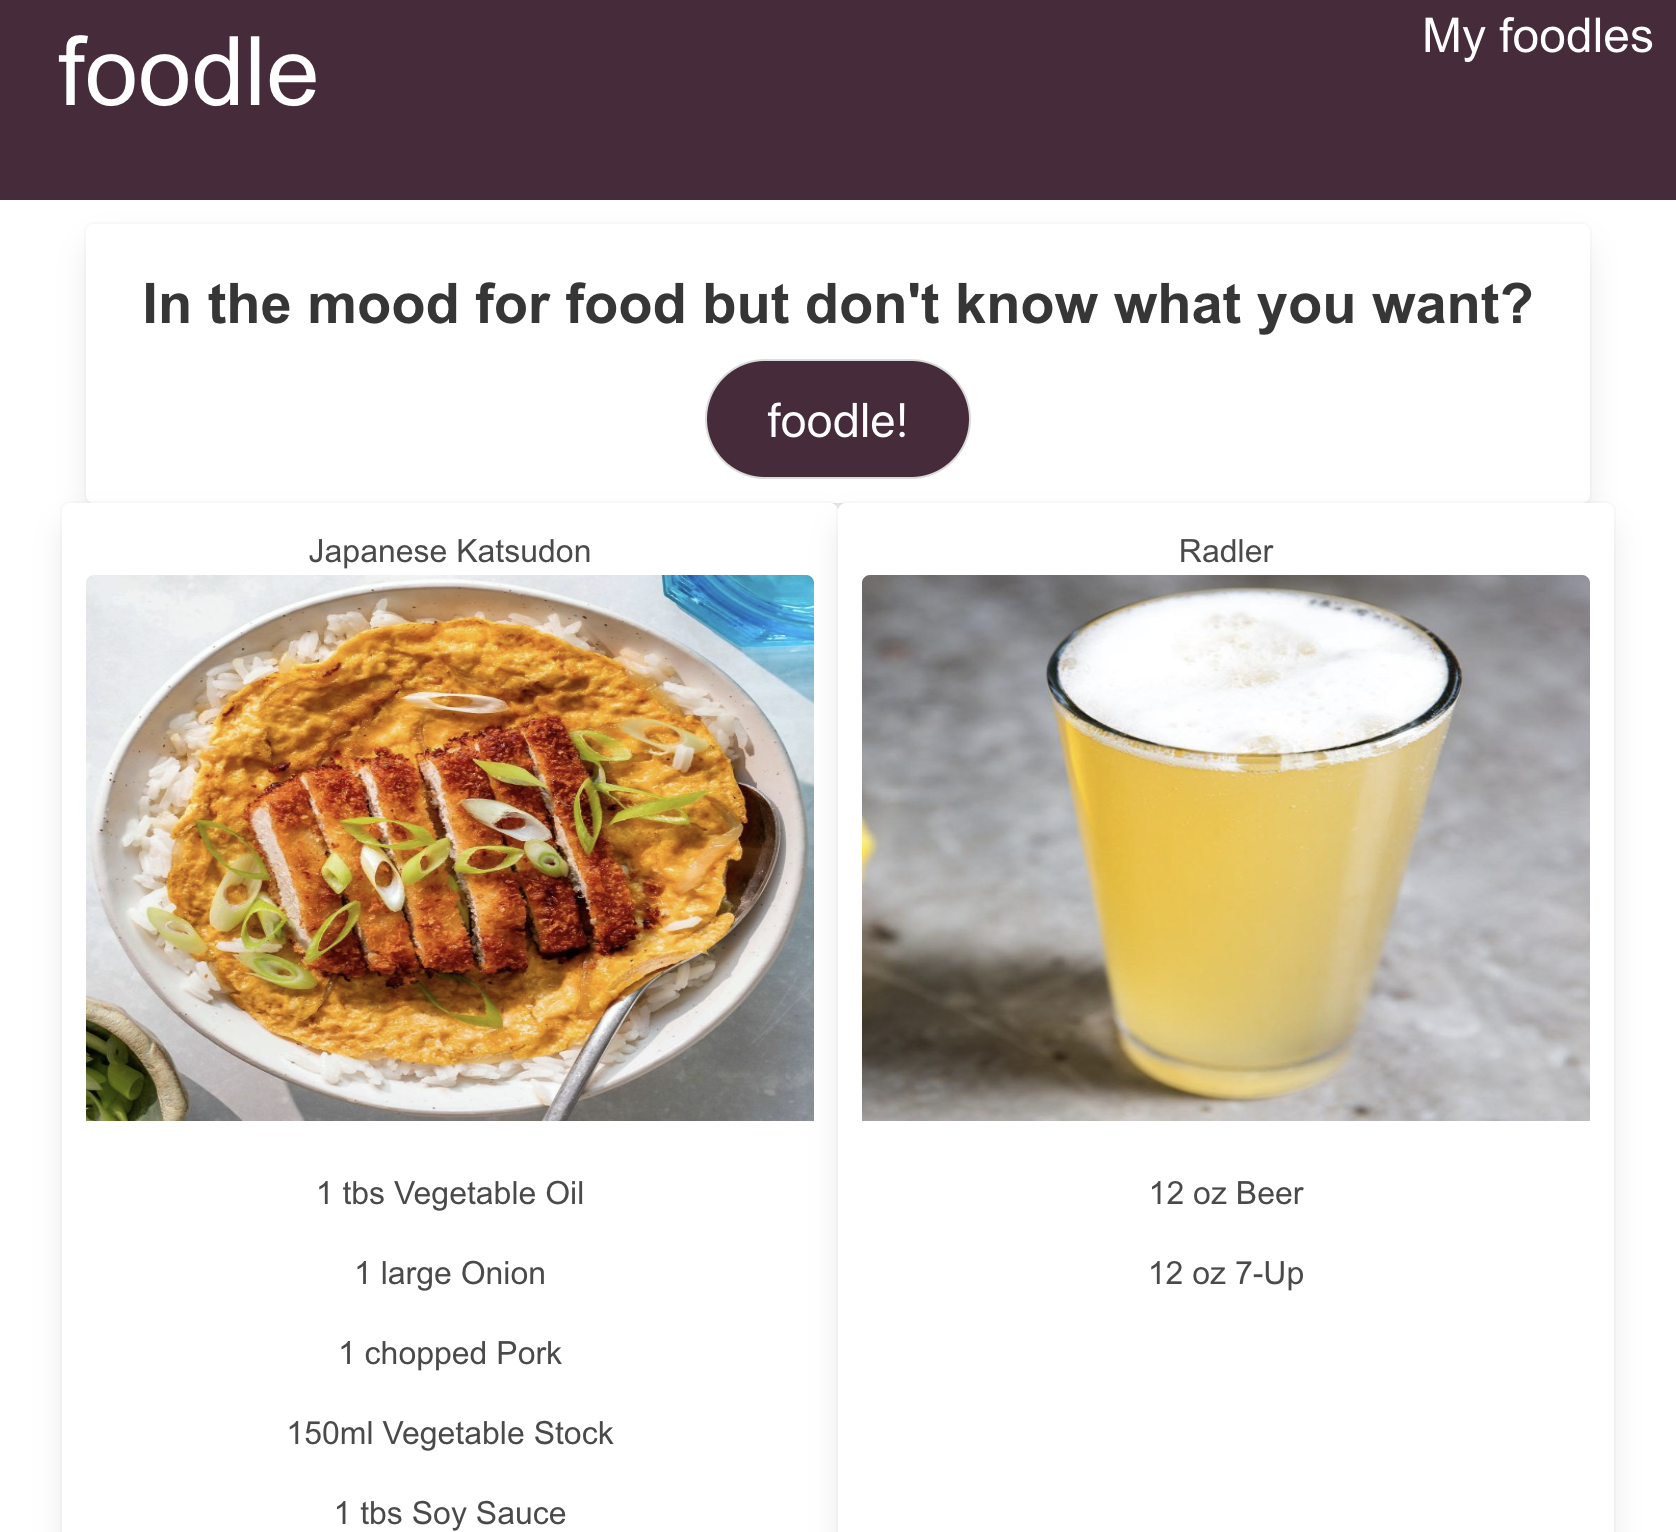 foodle
My foodles
In the mood for food but don't know what you want?
foodle!
Japanese Katsudon
1 tbs Vegetable Oil
1 large Onion
1 chopped Pork
150ml Vegetable Stock
1 tbs Soy Sauce
Radler
12 oz Beer
12 oz 7-Up